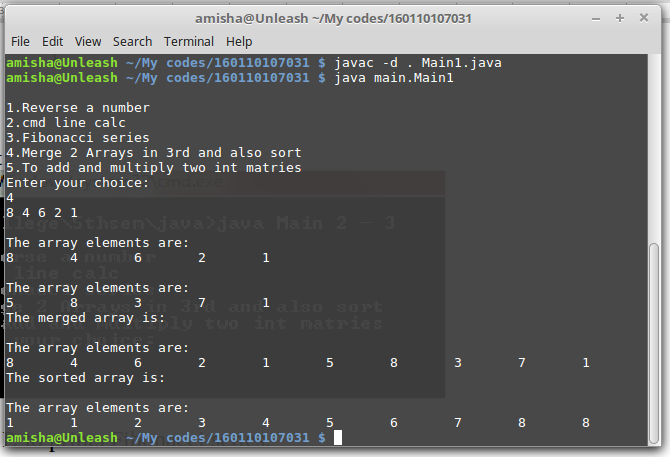 amisha@Unleash ~/My codes/160110107031
File Edit View Search Terminal Help
amisha@Unleash ~/My codes/160110107031 $ javac -d . Main1.java
amisha@Unleash ~/My codes/160110107031 $ java main.Main1
1.Reverse a number
2.cmd line calc
3.Fibonacci series
4.Merge 2 Arrays in 3rd and also sort
5.To add and multiply two int matries
Enter your choice:
4
8 4 6 2 1
The array elements are:
8 4 6 2 1
The array elements are:
5 8 3 7 1
The merged array is:
The array elements are:
8 4 6 2 1 5 8 3 7 1
The sorted array is:
The array elements are:
1 1 2 3 4 5 6 7 8 8
amisha@Unleash ~/My codes/160110107031 $